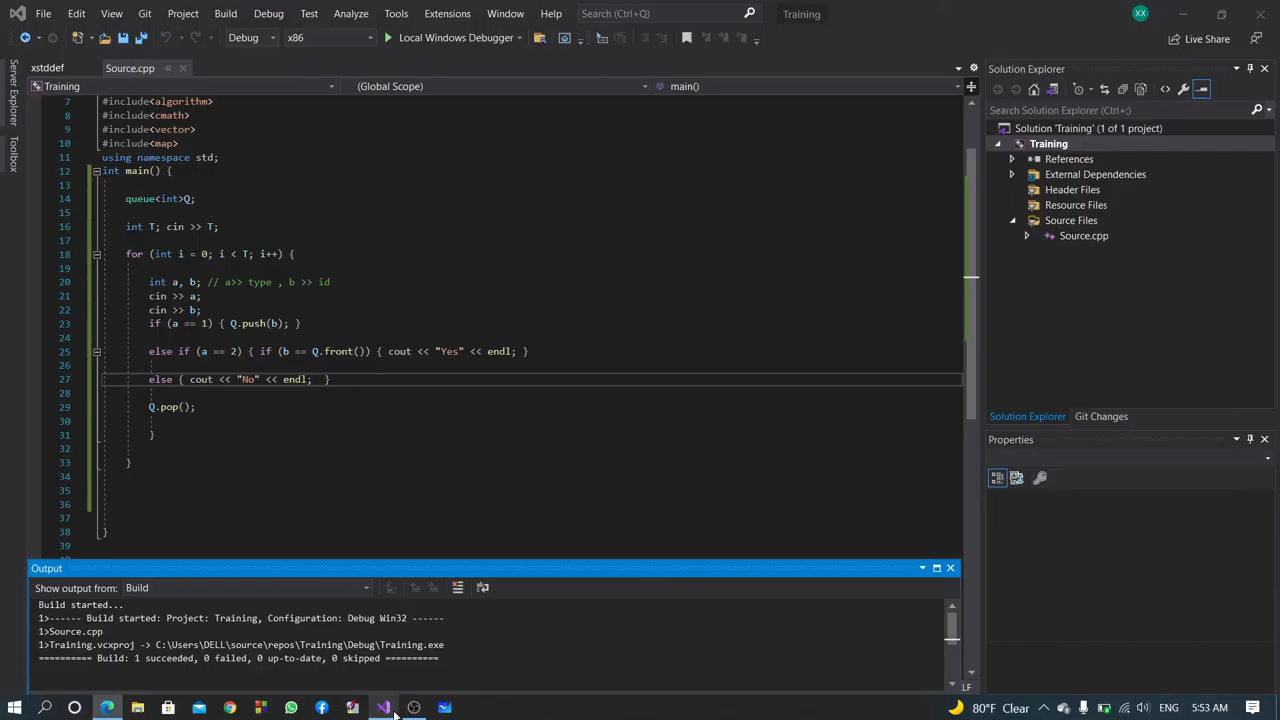 File Edit View Git Project Build Debug Test Analyze Tools Extensions Window Help Search (Ctrl+Q) Training XX
Debug x86 Local Windows Debugger Live Share
Server Explorer
Toolbox
xstddef Source.cpp
Training (Global Scope) main()
7 #include<algorithm>
8 #include<cmath>
9 #include<vector>
10 #include<map>
11 using namespace std;
12 int main() {
13
14 queue<int>Q;
15
16 int T; cin >> T;
17
18 for (int i = 0; i < T; i++) {
19
20 int a, b; // a>> type , b >> id
21 cin >> a;
22 cin >> b;
23 if (a == 1) { Q.push(b); }
24
25 else if (a == 2) { if (b == Q.front()) { cout << "Yes" << endl; }
26
27 else { cout << "No" << endl; }
28
29 Q.pop();
30
31 }
32
33 }
34
35
36
37
38 }
39
Solution Explorer
Search Solution Explorer (Ctrl+;)
Solution 'Training' (1 of 1 project)
Training
References
External Dependencies
Header Files
Resource Files
Source Files
Source.cpp
Solution Explorer Git Changes
Properties
Output
Show output from: Build
Build started...
1>------ Build started: Project: Training, Configuration: Debug Win32 ------
1>Source.cpp
1>Training.vcxproj -> C:\Users\DELL\source\repos\Training\Debug\Training.exe
========== Build: 1 succeeded, 0 failed, 0 up-to-date, 0 skipped ==========
LF
80°F Clear ENG 5:53 AM